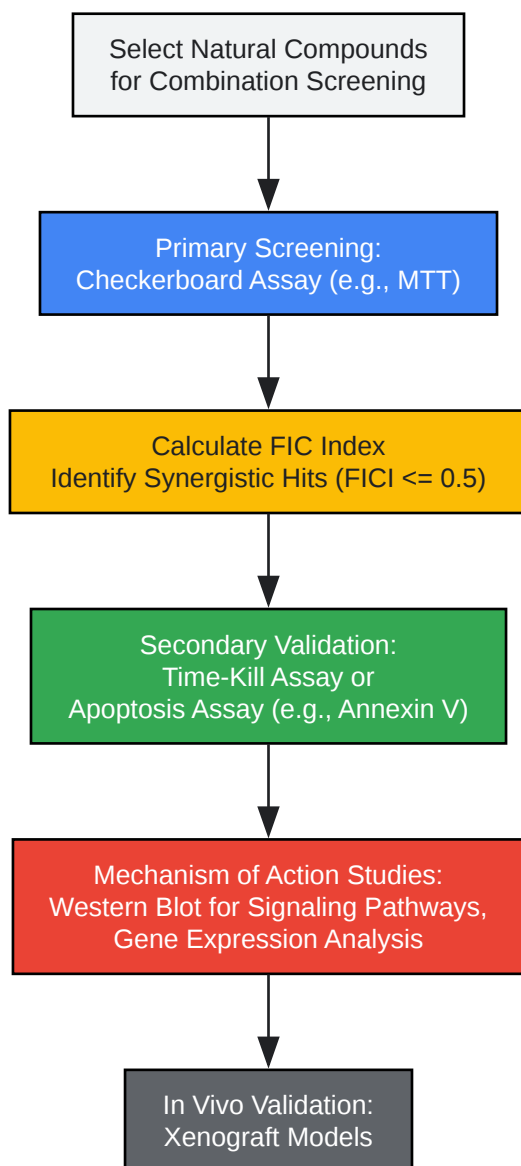 Select Natural Compounds
for Combination Screening
Primary Screening:
Checkerboard Assay (e.g., MTT)
Calculate FIC Index
Identify Synergistic Hits (FICI <= 0.5)
Secondary Validation:
Time-Kill Assay or
Apoptosis Assay (e.g., Annexin V)
Mechanism of Action Studies:
Western Blot for Signaling Pathways,
Gene Expression Analysis
In Vivo Validation:
Xenograft Models